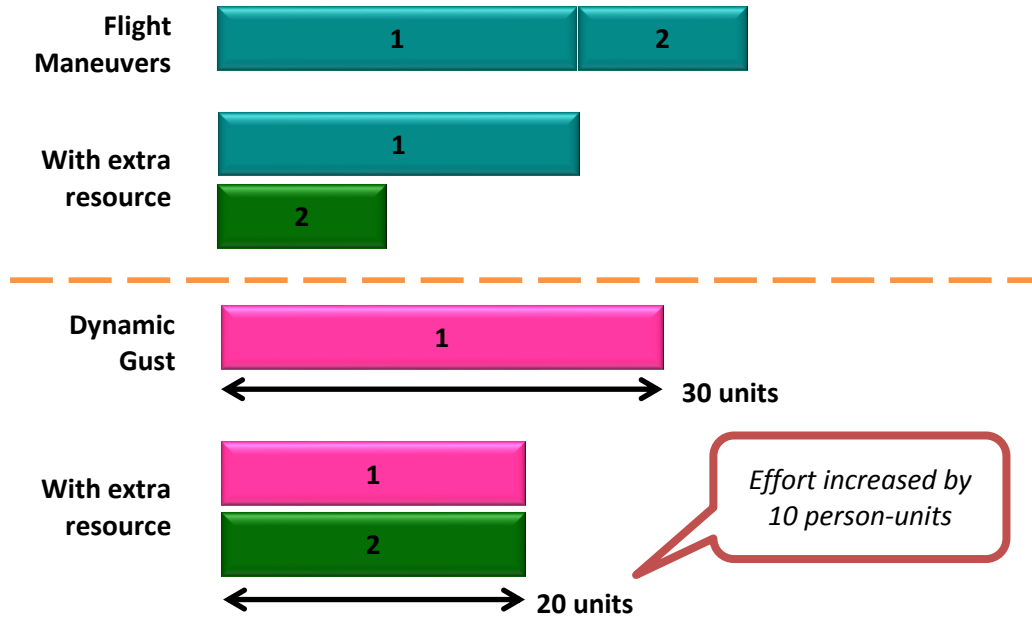 Flight
Maneuvers
1
2
With extra
resource
1
2
Dynamic
Gust
1
30 units
With extra
resource
1
2
20 units
Effort increased by
10 person-units